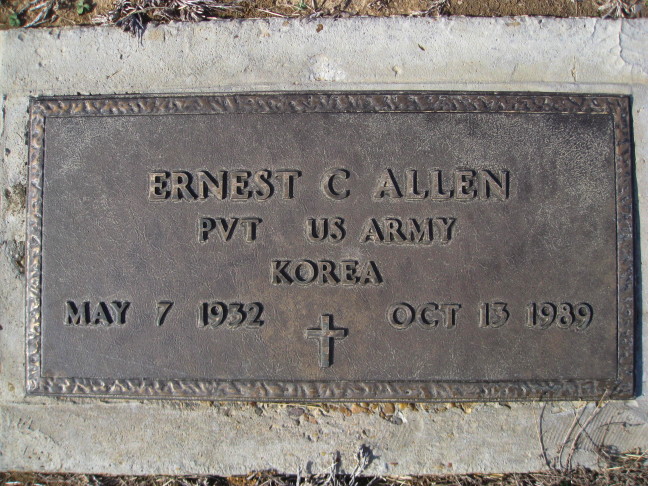 ERNEST C ALLEN
PVT US ARMY
KOREA
MAY 7 1932 OCT 13 1989